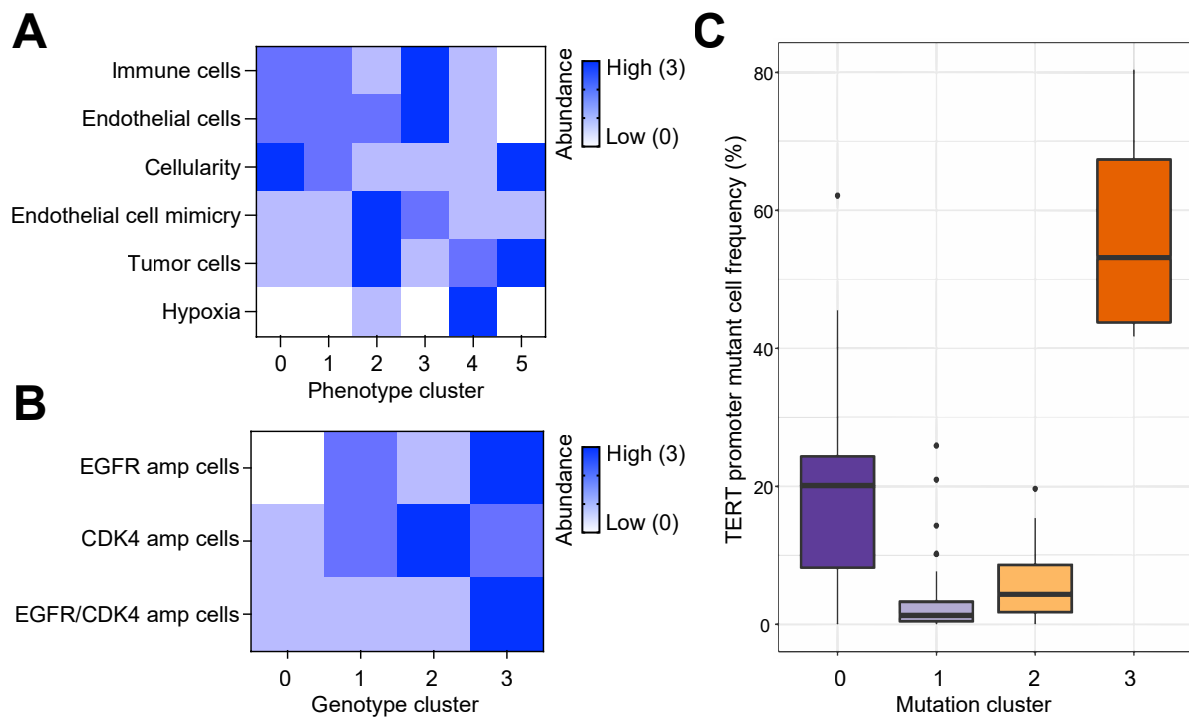 A
Immune cells
Endothelial cells
Cellularity
Endothelial cell mimicry
Tumor cells
Hypoxia
0 1 2 3 4 5
Phenotype cluster
Abundance
High (3)
Low (0)
B
EGFR amp cells
CDK4 amp cells
EGFR/CDK4 amp cells
0 1 2 3
Genotype cluster
Abundance
High (3)
Low (0)
C
TERT promoter mutant cell frequency (%)
80
60
40
20
0
0 1 2 3
Mutation cluster